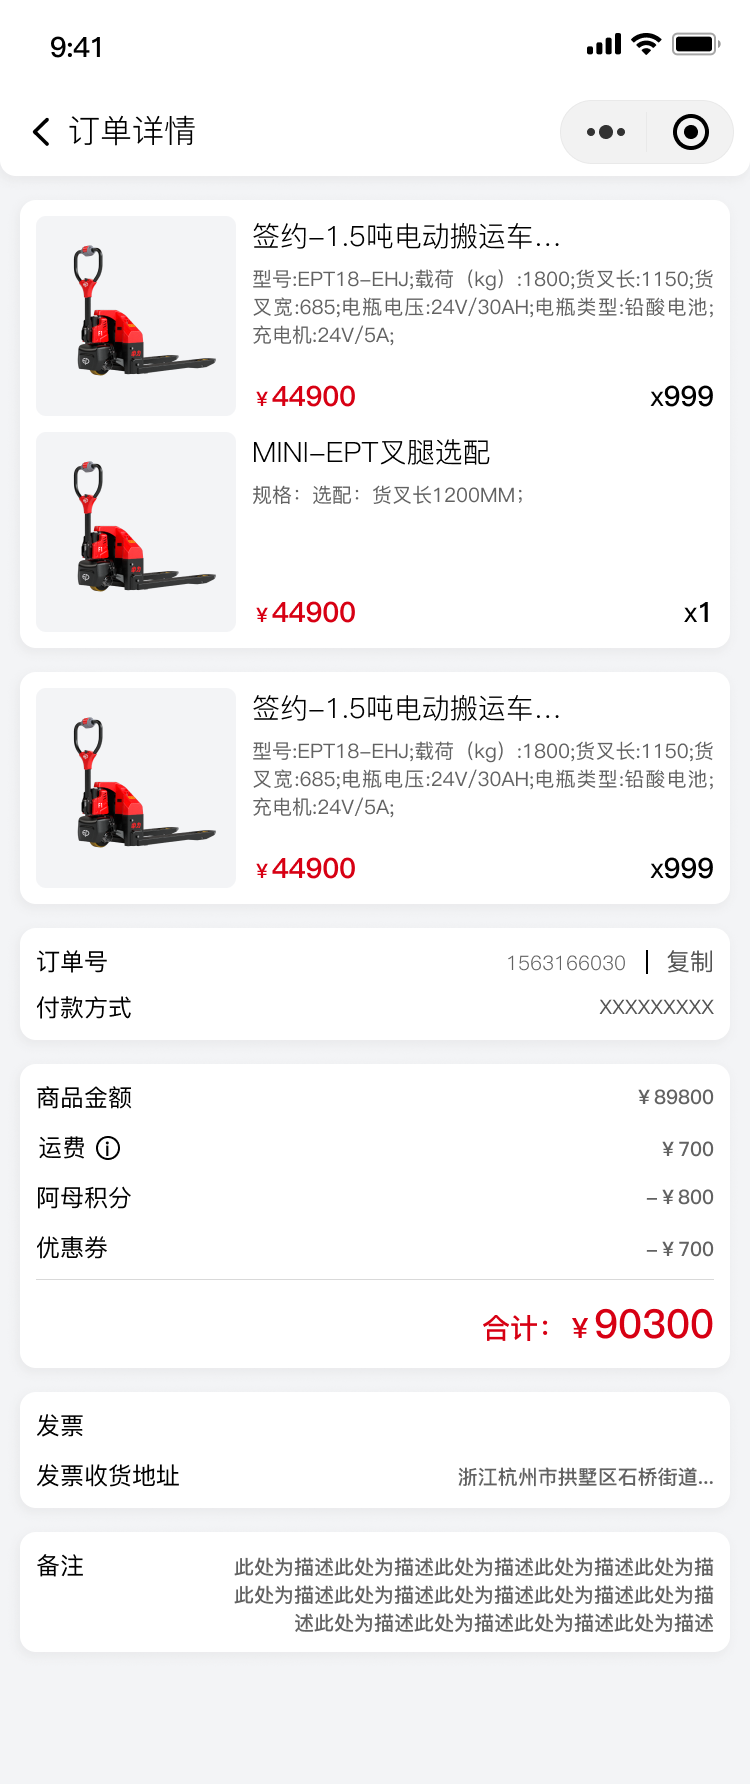 9:41
订单详情
签约-1.5吨电动搬运车...
型号:EPT18-EHJ;载荷（kg）:1800;货叉长:1150;货
叉宽:685;电瓶电压:24V/30AH;电瓶类型:铅酸电池;
充电机:24V/5A;
¥44900 x999
MINI-EPT叉腿选配
规格：选配：货叉长1200MM；
¥44900 x1
签约-1.5吨电动搬运车...
型号:EPT18-EHJ;载荷（kg）:1800;货叉长:1150;货
叉宽:685;电瓶电压:24V/30AH;电瓶类型:铅酸电池;
充电机:24V/5A;
¥44900 x999
订单号 1563166030 | 复制
付款方式 XXXXXXXXX
商品金额 ¥89800
运费 ¥700
阿母积分 -¥800
优惠券 -¥700
合计：¥90300
发票
发票收货地址 浙江杭州市拱墅区石桥街道...
备注 此处为描述此处为描述此处为描述此处为描述此处为描
此处为描述此处为描述此处为描述此处为描述此处为描
述此处为描述此处为描述此处为描述此处为描述